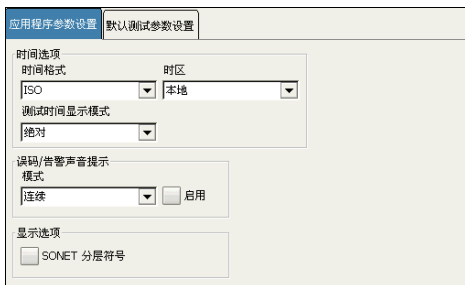 应用程序参数设置 默认测试参数设置
时间选项
时间格式 时区
ISO 本地
测试时间显示模式
绝对
误码/告警声音提示
模式
连续 启用
显示选项
SONET 分层符号